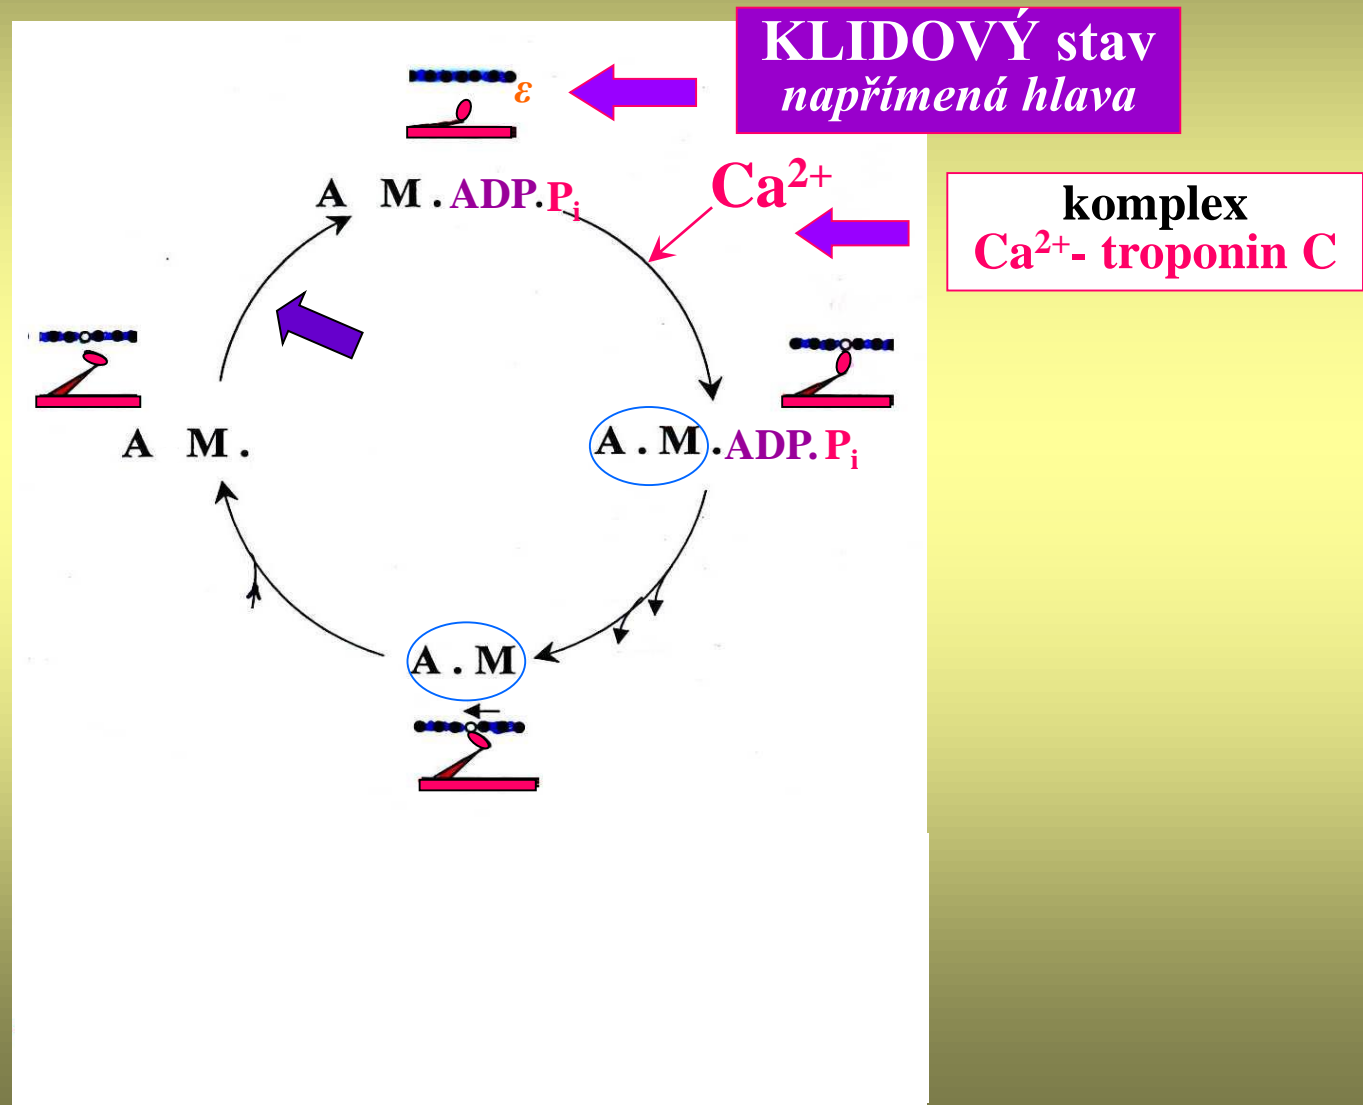 KLIDOVÝ stav
napřímená hlava
ε
A M . ADP.Pi
Ca2+
komplex
Ca2+- troponin C
A M .
A . M . ADP. Pi
A . M